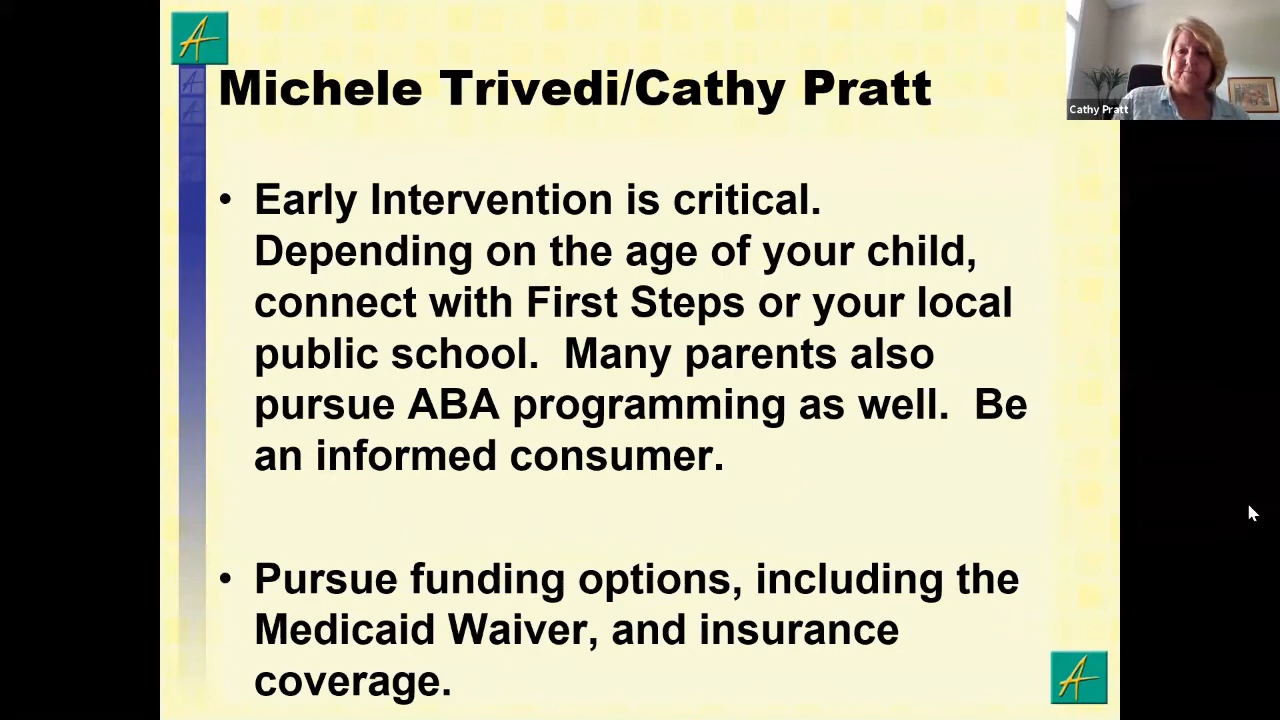 Michele Trivedi/Cathy Pratt
Cathy Pratt
• Early Intervention is critical.
Depending on the age of your child,
connect with First Steps or your local
public school.  Many parents also
pursue ABA programming as well.  Be
an informed consumer.
• Pursue funding options, including the
Medicaid Waiver, and insurance
coverage.